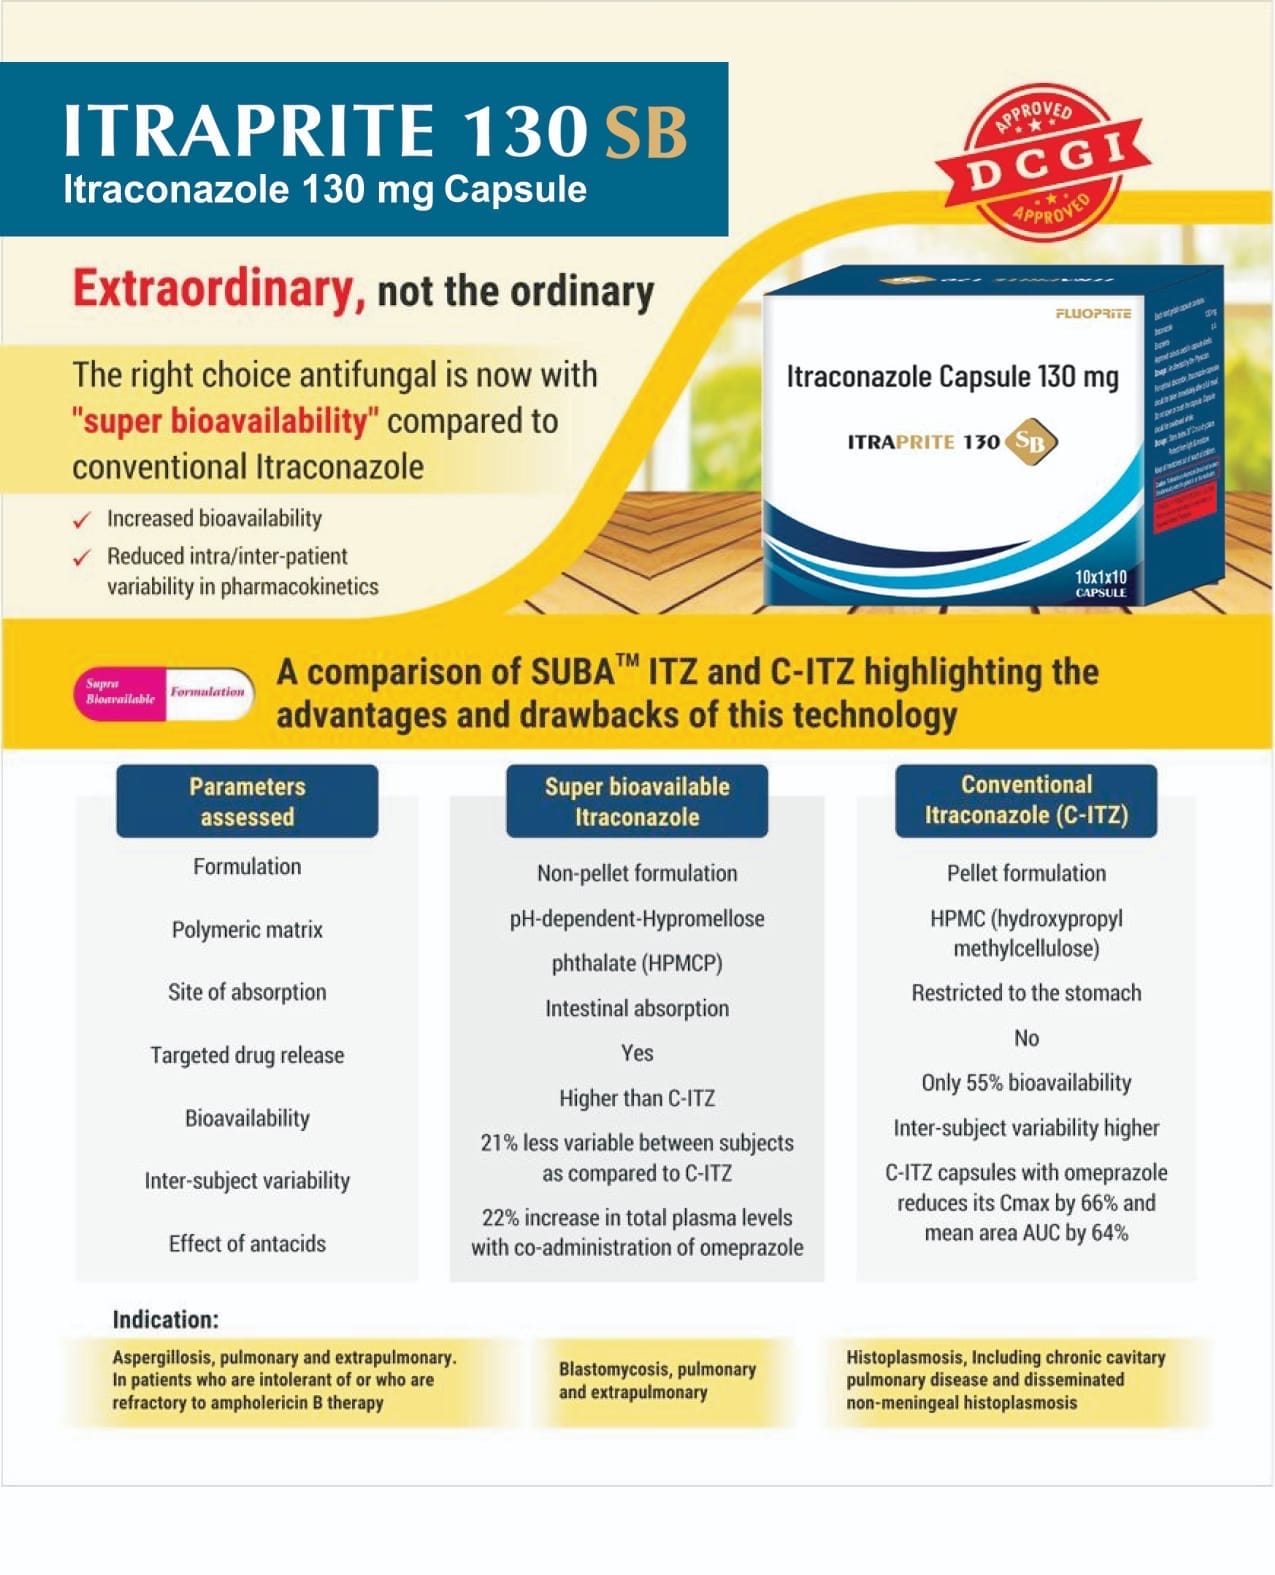 ITRAPRITE 130 SB
Itraconazole 130 mg Capsule
APPROVED
DCGI
APPROVED
Extraordinary, not the ordinary
The right choice antifungal is now with
"super bioavailability" compared to
conventional Itraconazole
✓ Increased bioavailability
✓ Reduced intra/inter-patient
variability in pharmacokinetics
FLUOPRITE
Itraconazole Capsule 130 mg
ITRAPRITE 130 SB
10x1x10
CAPSULE
Supra
Bioavailable
Formulation
A comparison of SUBA™ ITZ and C-ITZ highlighting the
advantages and drawbacks of this technology
Parameters
assessed
Formulation
Polymeric matrix
Site of absorption
Targeted drug release
Bioavailability
Inter-subject variability
Effect of antacids
Super bioavailable
Itraconazole
Non-pellet formulation
pH-dependent-Hypromellose
phthalate (HPMCP)
Intestinal absorption
Yes
Higher than C-ITZ
21% less variable between subjects
as compared to C-ITZ
22% increase in total plasma levels
with co-administration of omeprazole
Conventional
Itraconazole (C-ITZ)
Pellet formulation
HPMC (hydroxypropyl
methylcellulose)
Restricted to the stomach
No
Only 55% bioavailability
Inter-subject variability higher
C-ITZ capsules with omeprazole
reduces its Cmax by 66% and
mean area AUC by 64%
Indication:
Aspergillosis, pulmonary and extrapulmonary.
In patients who are intolerant of or who are
refractory to ampholericin B therapy
Blastomycosis, pulmonary
and extrapulmonary
Histoplasmosis, Including chronic cavitary
pulmonary disease and disseminated
non-meningeal histoplasmosis